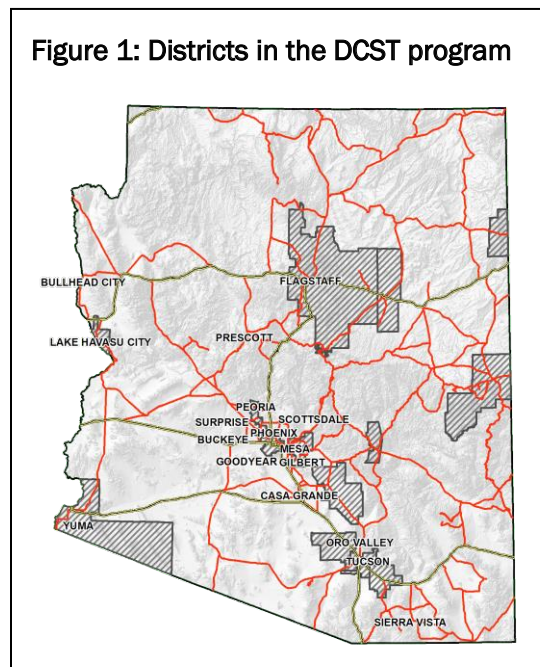 Figure 1: Districts in the DCST program
BULLHEAD CITY
FLAGSTAFF
LAKE HAVASU CITY
PRESCOTT
PEORIA
SURPRISE
SCOTTSDALE
PHOENIX
BUCKEYE
MESA
GOODYEAR
GILBERT
CASA GRANDE
YUMA
ORO VALLEY
TUCSON
SIERRA VISTA